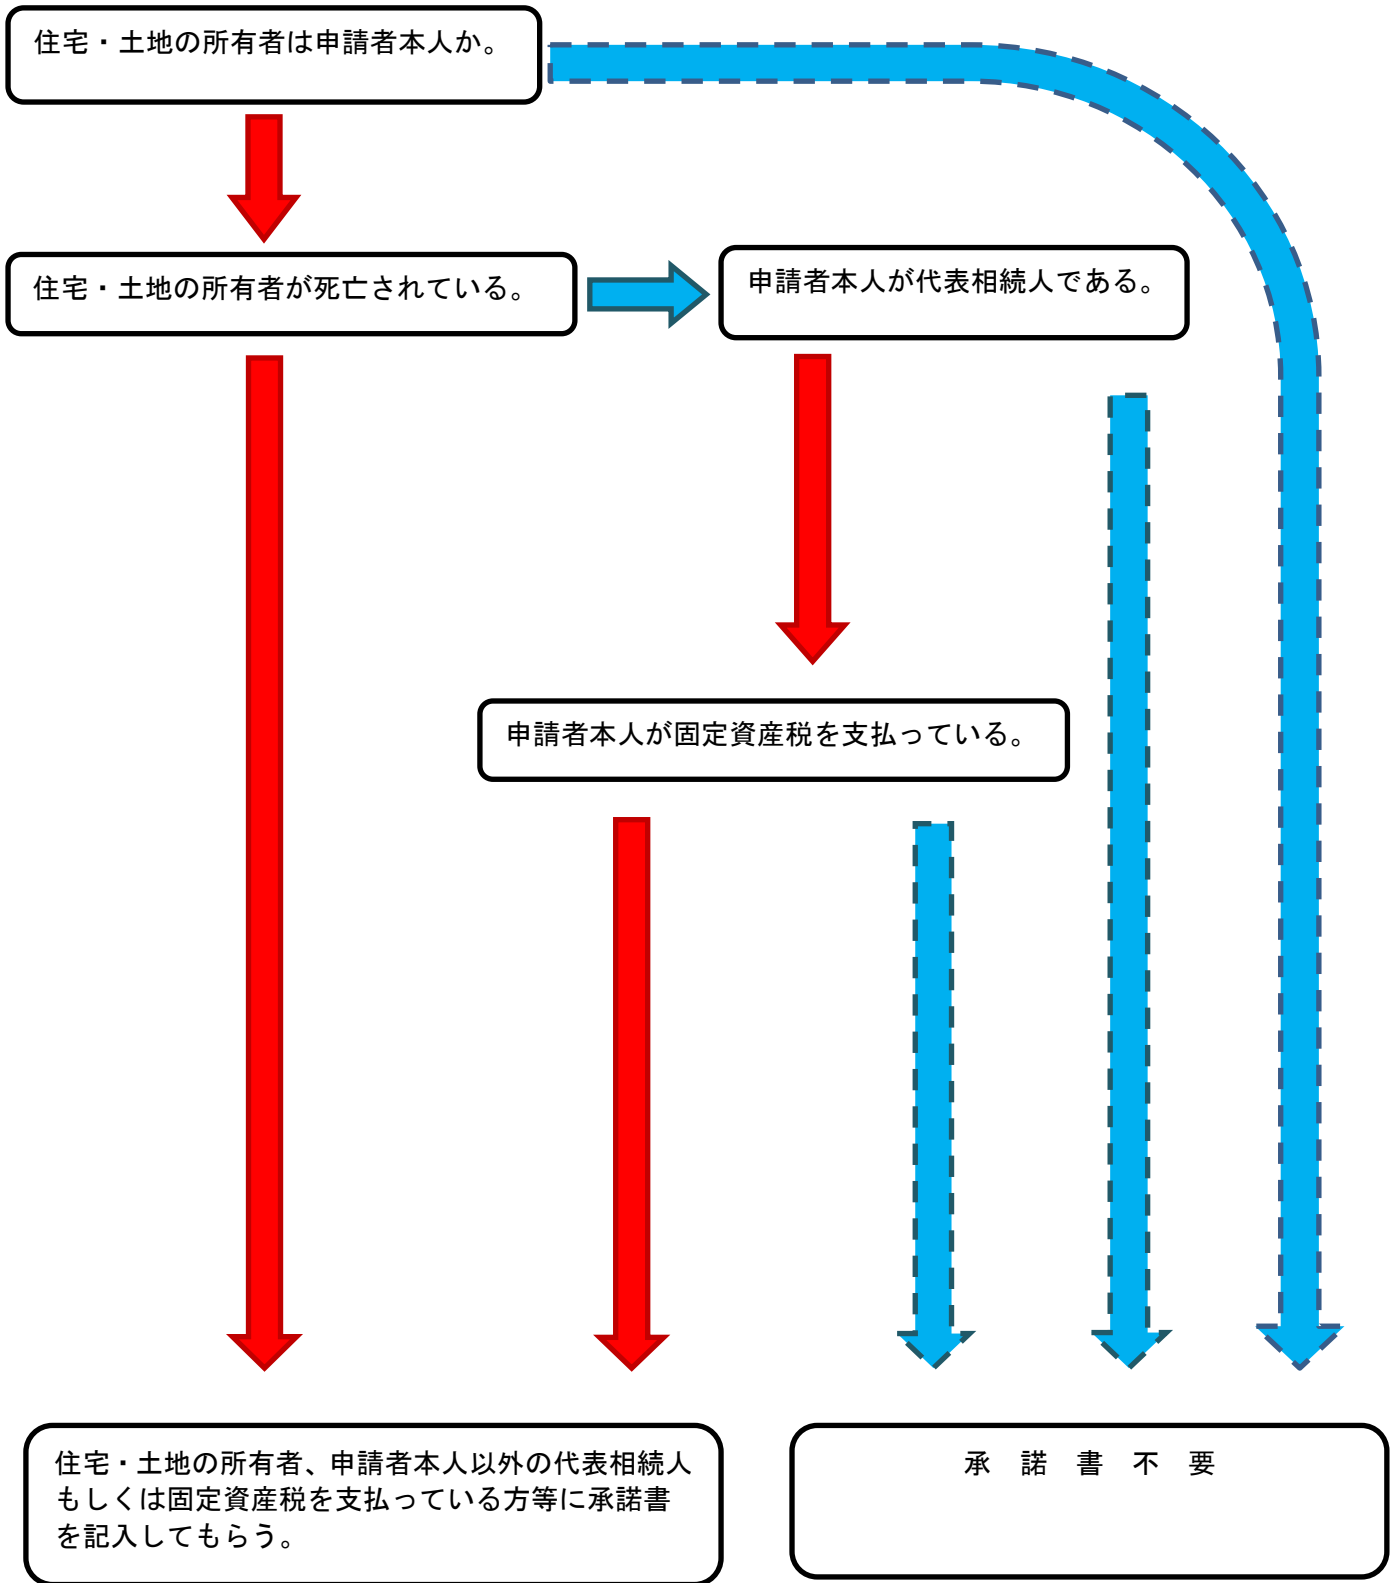 住宅・土地の所有者は申請者本人か。
住宅・土地の所有者が死亡されている。
申請者本人が代表相続人である。
申請者本人が固定資産税を支払っている。
住宅・土地の所有者、申請者本人以外の代表相続人
もしくは固定資産税を支払っている方等に承諾書
を記入してもらう。
承　諾　書　不　要